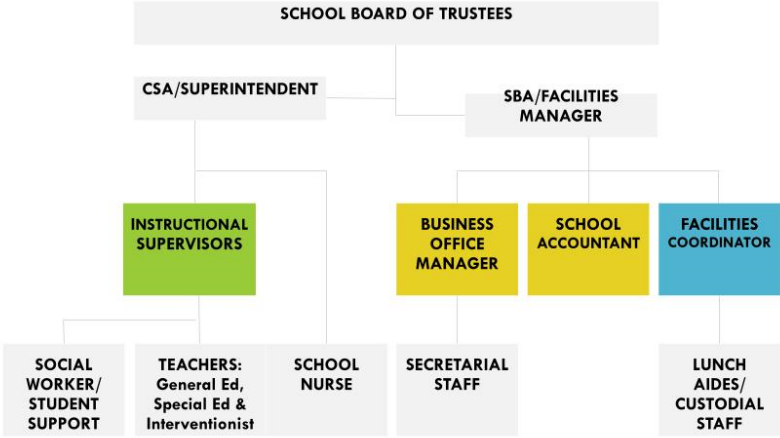 SCHOOL BOARD OF TRUSTEES
CSA/SUPERINTENDENT
SBA/FACILITIES
MANAGER
INSTRUCTIONAL
SUPERVISORS
BUSINESS
OFFICE
MANAGER
SCHOOL
ACCOUNTANT
FACILITIES
COORDINATOR
SOCIAL
WORKER/
STUDENT
SUPPORT
TEACHERS:
General Ed,
Special Ed &
Interventionist
SCHOOL
NURSE
SECRETARIAL
STAFF
LUNCH
AIDES/
CUSTODIAL
STAFF